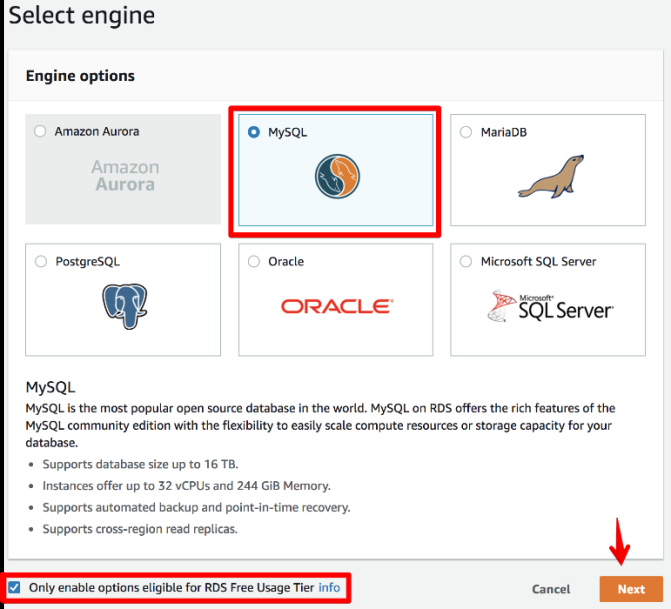 Select engine
Engine options
Amazon Aurora
Amazon
Aurora
MySQL
MariaDB
PostgreSQL
Oracle
ORACLE
Microsoft SQL Server
Microsoft®
SQL Server
MySQL
MySQL is the most popular open source database in the world. MySQL on RDS offers the rich features of the
MySQL community edition with the flexibility to easily scale compute resources or storage capacity for your
database.
• Supports database size up to 16 TB.
• Instances offer up to 32 vCPUs and 244 GiB Memory.
• Supports automated backup and point-in-time recovery.
• Supports cross-region read replicas.
Only enable options eligible for RDS Free Usage Tier info
Cancel
Next